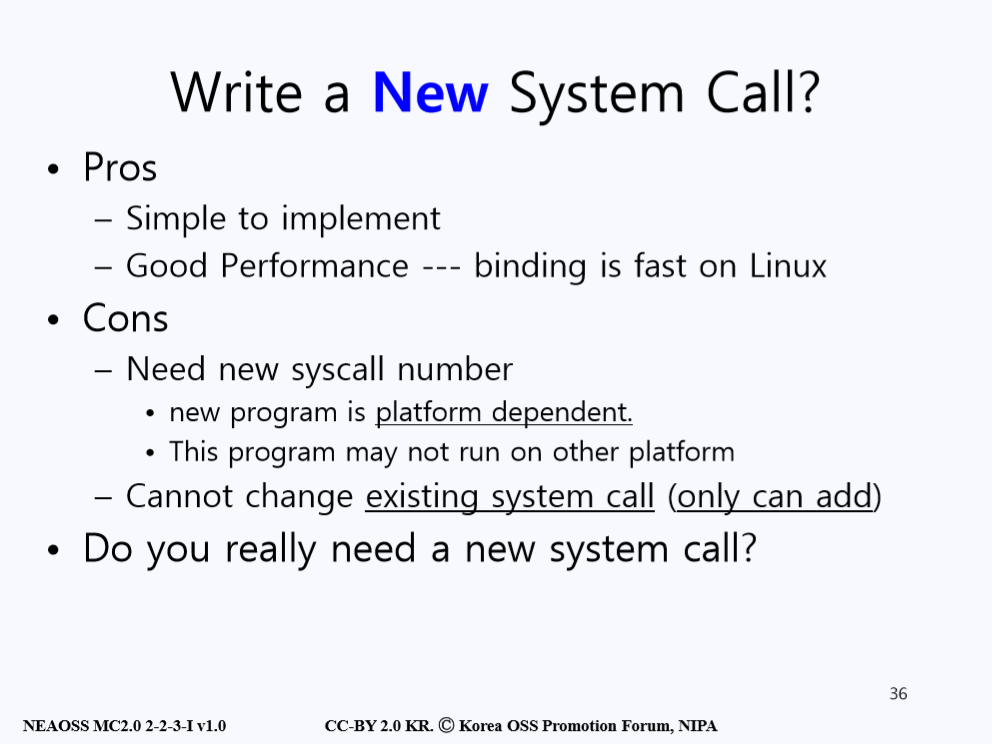 Write a New System Call?
• Pros
– Simple to implement
– Good Performance --- binding is fast on Linux
• Cons
– Need new syscall number
• new program is platform dependent.
• This program may not run on other platform
– Cannot change existing system call (only can add)
• Do you really need a new system call?
36
NEAOSS MC2.0 2-2-3-I v1.0 CC-BY 2.0 KR. Ⓒ Korea OSS Promotion Forum, NIPA